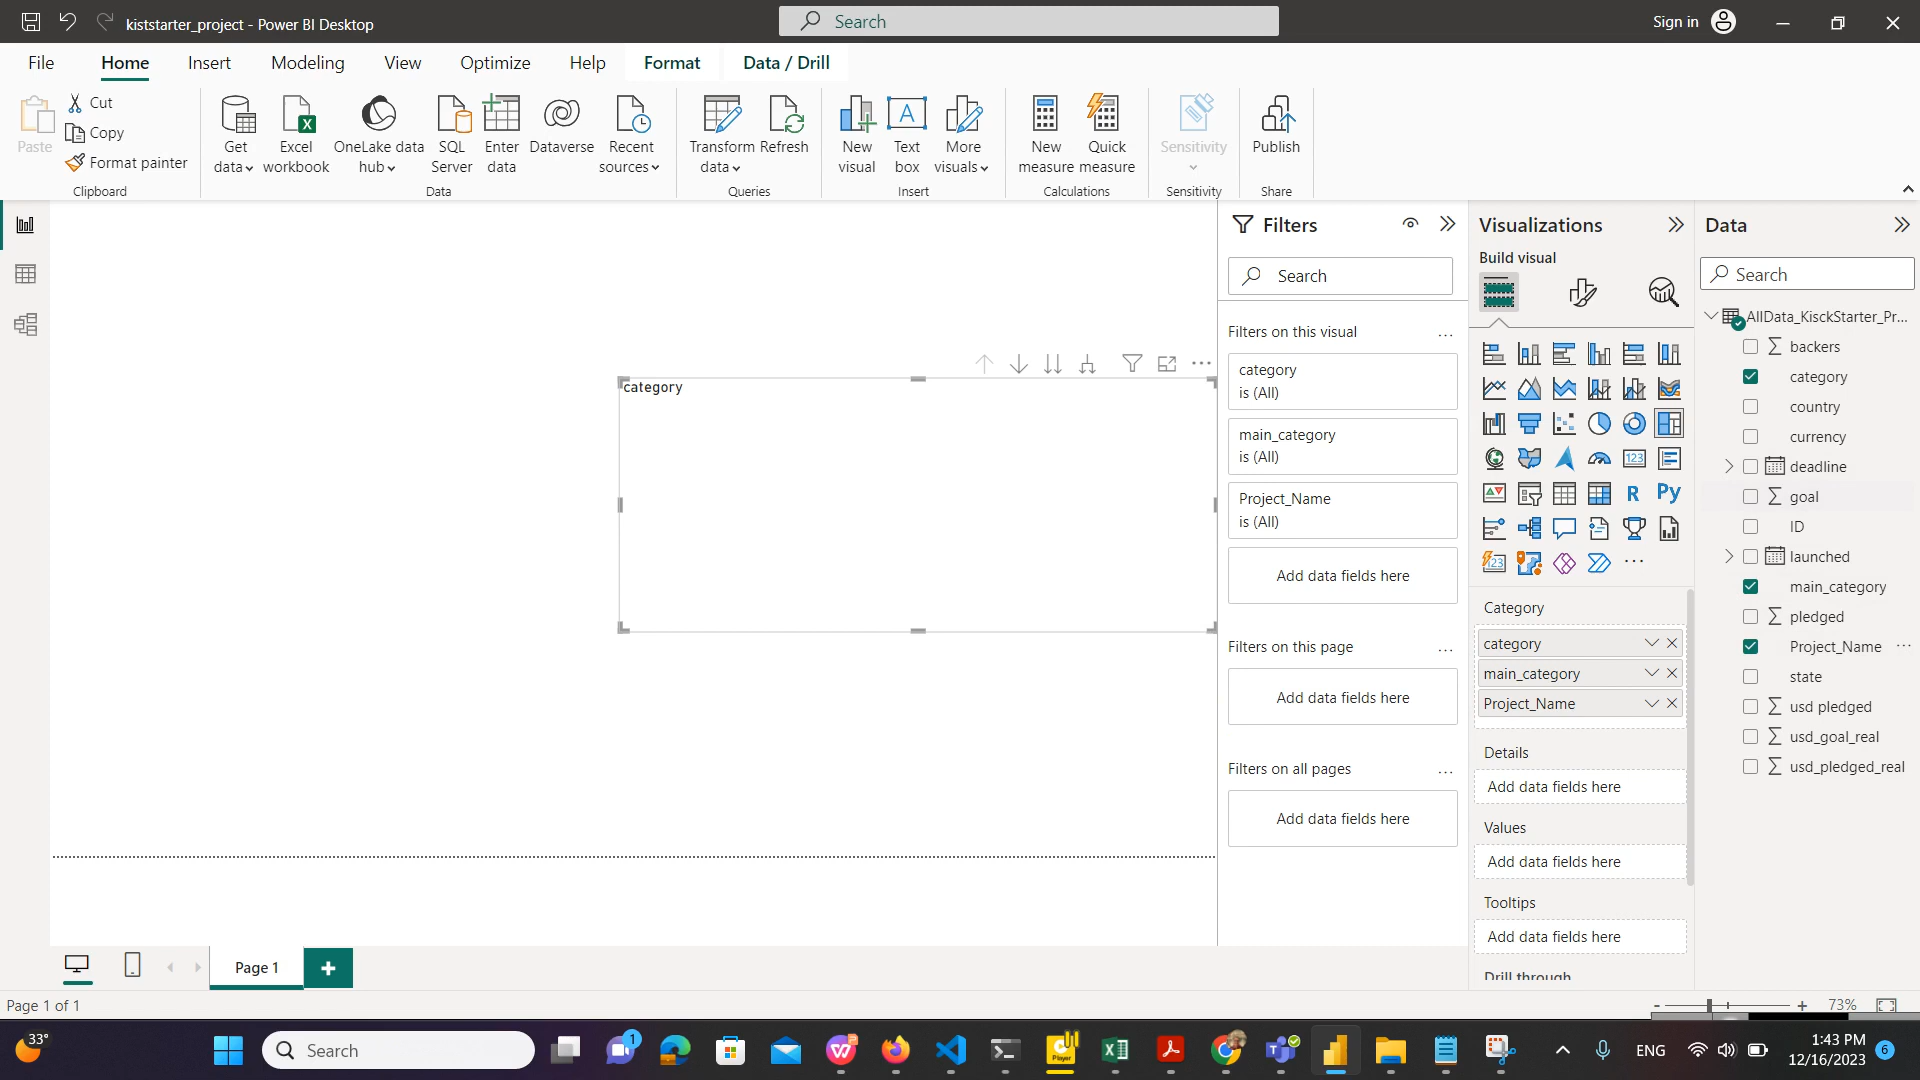 kiststarter_project - Power BI Desktop
Search
Sign in
File
Home
Insert
Modeling
View
Optimize
Help
Format
Data / Drill
Paste
Cut
Copy
Format painter
Clipboard
Get data
Excel workbook
OneLake data hub
SQL Server
Enter data
Dataverse
Recent sources
Data
Transform data
Refresh
Queries
New visual
Text box
A
More visuals
Insert
New measure
Quick measure
Calculations
Sensitivity
Sensitivity
Publish
Share
category
Filters
Search
Filters on this visual
...
category
is (All)
main_category
is (All)
Project_Name
is (All)
Add data fields here
Filters on this page
...
Add data fields here
Filters on all pages
...
Add data fields here
Visualizations
Build visual
123
R
Py
123
...
Category
category
main_category
Project_Name
Details
Add data fields here
Values
Add data fields here
Tooltips
Add data fields here
Drill through
Data
Search
AllData_KisckStarter_Pr...
backers
category
country
currency
deadline
goal
ID
launched
main_category
pledged
Project_Name
...
state
usd pledged
usd_goal_real
usd_pledged_real
Page 1
Page 1 of 1
- + 73%
33°
Search
1
Player
ENG
1:43 PM
12/16/2023
6